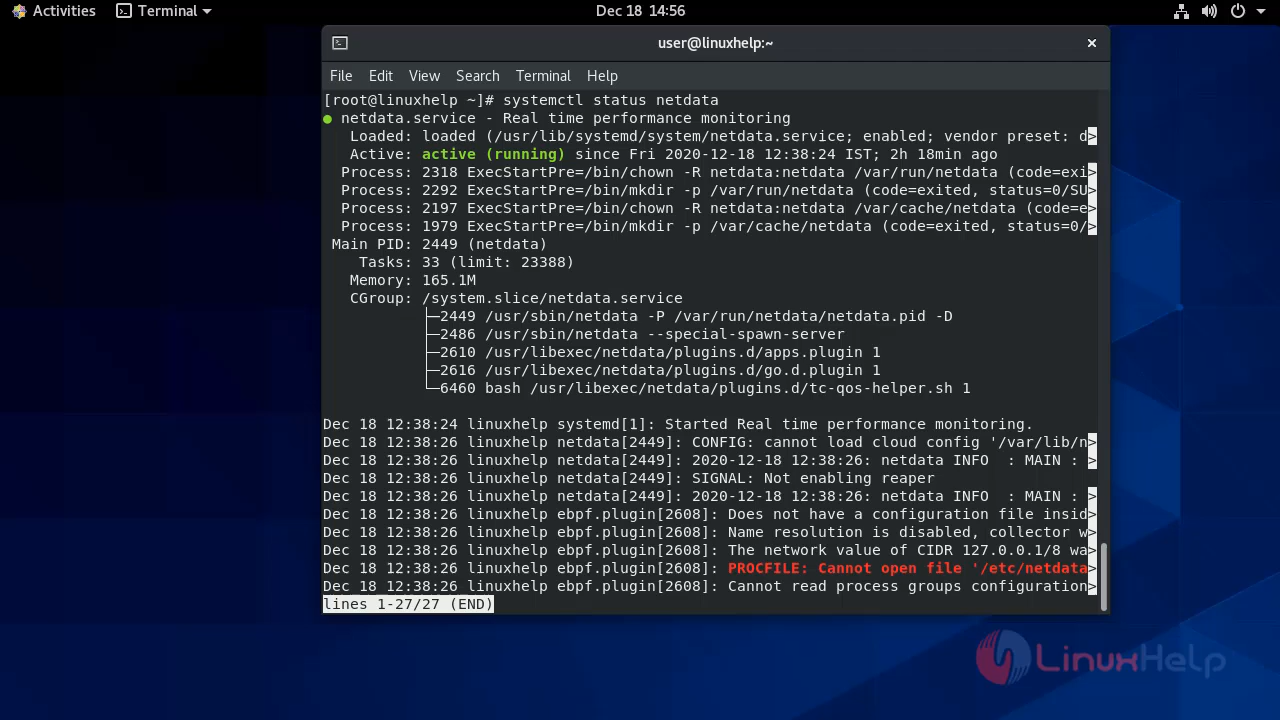 Activities Terminal Dec 18 14:56
user@linuxhelp:~
File Edit View Search Terminal Help
[root@linuxhelp ~]# systemctl status netdata
● netdata.service - Real time performance monitoring
Loaded: loaded (/usr/lib/systemd/system/netdata.service; enabled; vendor preset: d>
Active: active (running) since Fri 2020-12-18 12:38:24 IST; 2h 18min ago
Process: 2318 ExecStartPre=/bin/chown -R netdata:netdata /var/run/netdata (code=exi>
Process: 2292 ExecStartPre=/bin/mkdir -p /var/run/netdata (code=exited, status=0/SU>
Process: 2197 ExecStartPre=/bin/chown -R netdata:netdata /var/cache/netdata (code=e>
Process: 1979 ExecStartPre=/bin/mkdir -p /var/cache/netdata (code=exited, status=0/>
Main PID: 2449 (netdata)
Tasks: 33 (limit: 23388)
Memory: 165.1M
CGroup: /system.slice/netdata.service
├─2449 /usr/sbin/netdata -P /var/run/netdata/netdata.pid -D
├─2486 /usr/sbin/netdata --special-spawn-server
├─2610 /usr/libexec/netdata/plugins.d/apps.plugin 1
├─2616 /usr/libexec/netdata/plugins.d/go.d.plugin 1
└─6460 bash /usr/libexec/netdata/plugins.d/tc-qos-helper.sh 1
Dec 18 12:38:24 linuxhelp systemd[1]: Started Real time performance monitoring.
Dec 18 12:38:26 linuxhelp netdata[2449]: CONFIG: cannot load cloud config '/var/lib/n>
Dec 18 12:38:26 linuxhelp netdata[2449]: 2020-12-18 12:38:26: netdata INFO  : MAIN : >
Dec 18 12:38:26 linuxhelp netdata[2449]: SIGNAL: Not enabling reaper
Dec 18 12:38:26 linuxhelp netdata[2449]: 2020-12-18 12:38:26: netdata INFO  : MAIN : >
Dec 18 12:38:26 linuxhelp ebpf.plugin[2608]: Does not have a configuration file insid>
Dec 18 12:38:26 linuxhelp ebpf.plugin[2608]: Name resolution is disabled, collector w>
Dec 18 12:38:26 linuxhelp ebpf.plugin[2608]: The network value of CIDR 127.0.0.1/8 wa>
Dec 18 12:38:26 linuxhelp ebpf.plugin[2608]: PROCFILE: Cannot open file '/etc/netdata>
Dec 18 12:38:26 linuxhelp ebpf.plugin[2608]: Cannot read process groups configuration>
lines 1-27/27 (END)
LinuxHelp